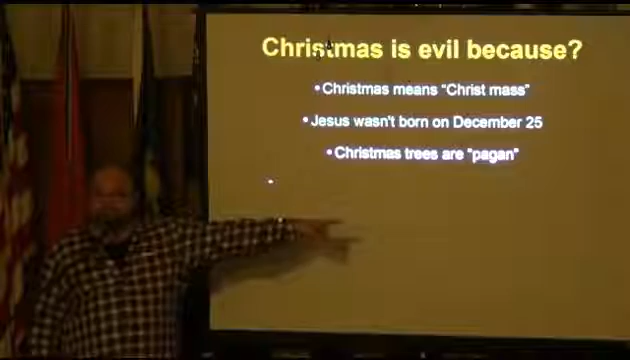 Christmas is evil because?
• Christmas means "Christ mass"
• Jesus wasn't born on December 25
• Christmas trees are "pagan"